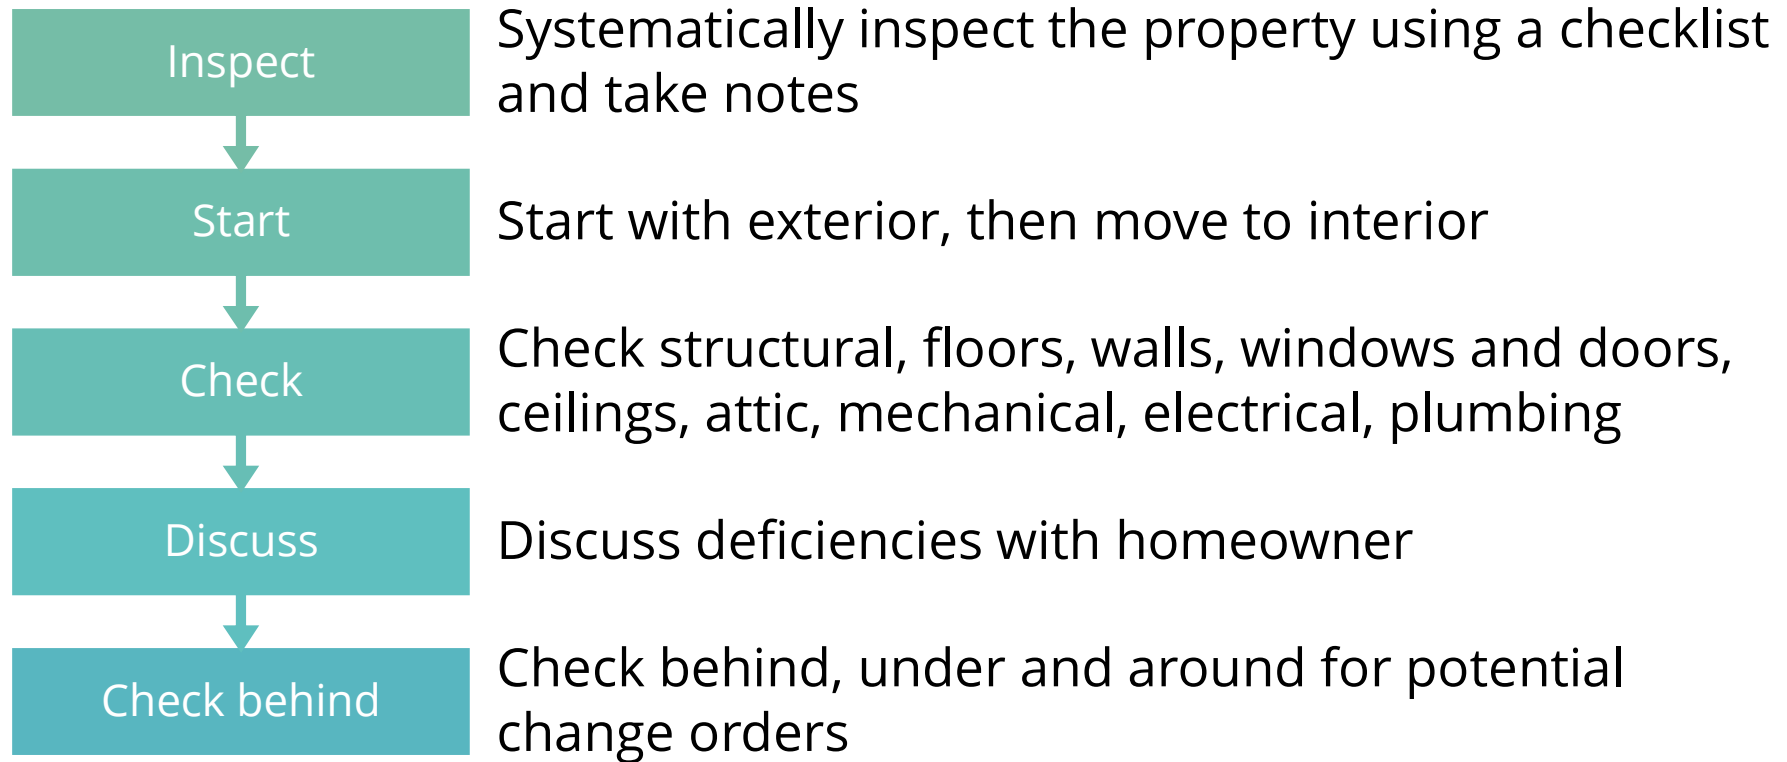 Inspect
Systematically inspect the property using a checklist
and take notes
Start
Start with exterior, then move to interior
Check
Check structural, floors, walls, windows and doors,
ceilings, attic, mechanical, electrical, plumbing
Discuss
Discuss deficiencies with homeowner
Check behind
Check behind, under and around for potential
change orders